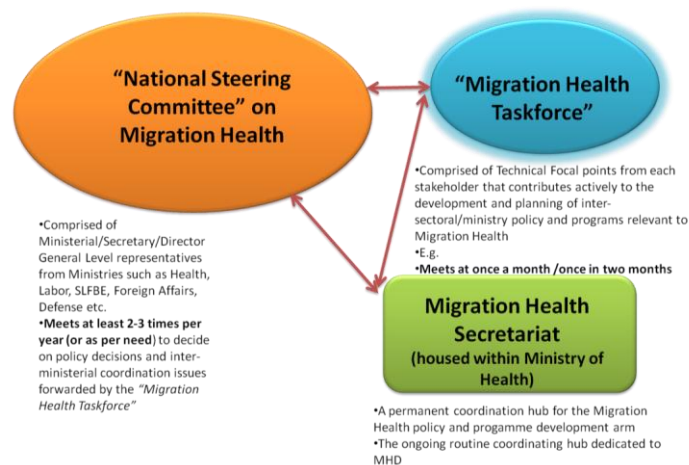 “National Steering
Committee” on
Migration Health
“Migration Health
Taskforce”
•Comprised of Technical Focal points from each
stakeholder that contributes actively to the
development and planning of inter-
sectoral/ministry policy and programs relevant to
Migration Health
•E.g.
•Meets at once a month /once in two months
•Comprised of
Ministerial/Secretary/Director
General Level representatives
from Ministries such as Health,
Labor, SLFBE, Foreign Affairs,
Defense etc.
•Meets at least 2-3 times per
year (or as per need) to decide
on policy decisions and inter-
ministerial coordination issues
forwarded by the “Migration
Health Taskforce”
Migration Health
Secretariat
(housed within Ministry of
Health)
•A permanent coordination hub for the Migration
Health policy and progamme development arm
•The ongoing routine coordinating hub dedicated to
MHD